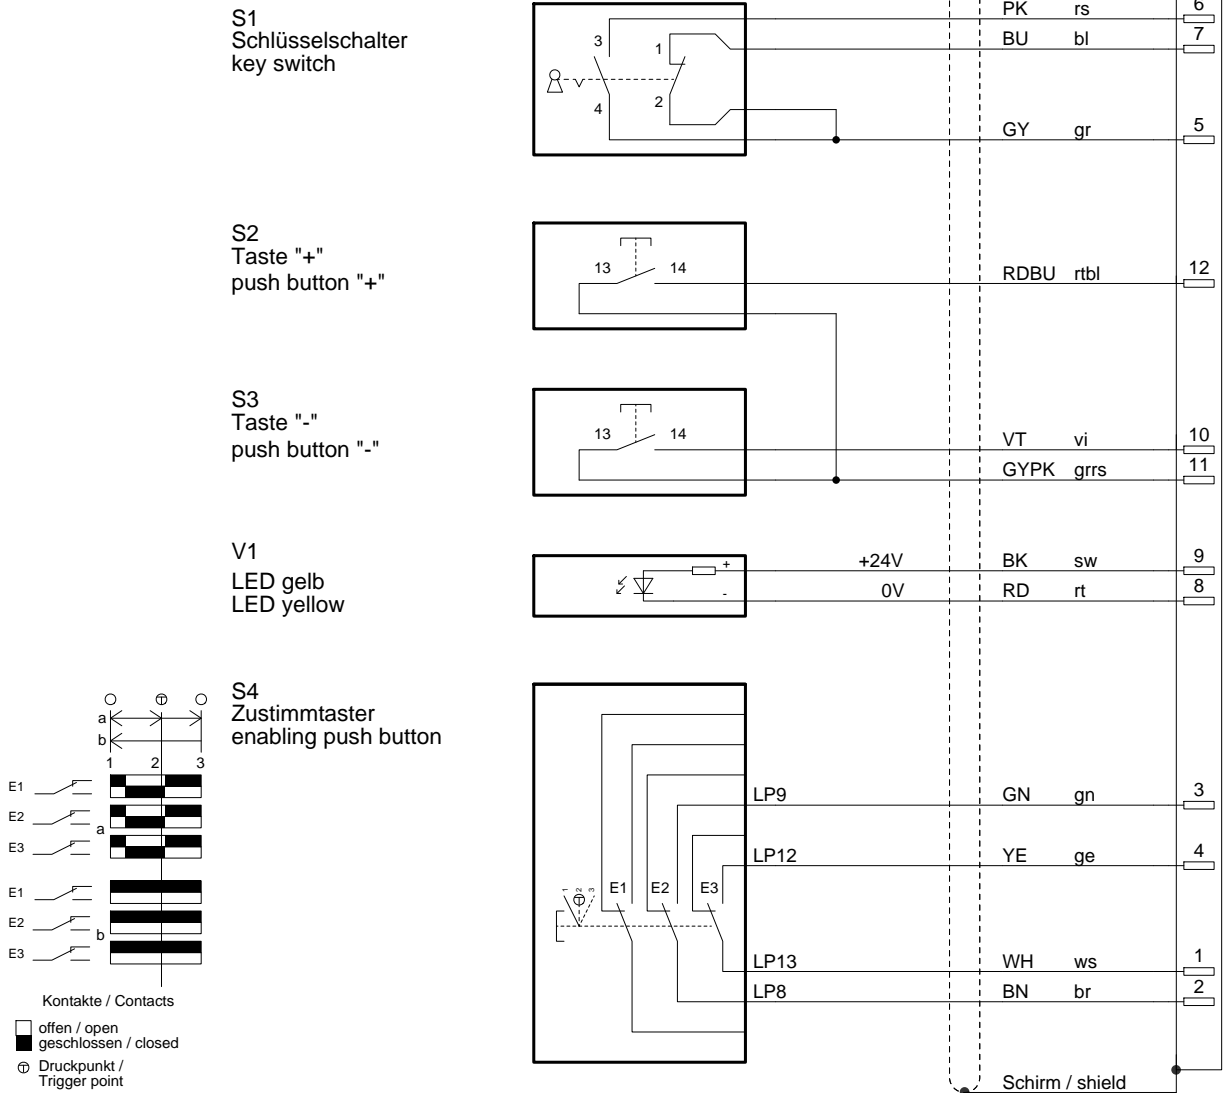 S1
Schlüsselschalter
key switch
3
1
4
2
PK rs 6
BU bl 7
GY gr 5
S2
Taste "+"
push button "+"
13 14
RDBU rtbl 12
S3
Taste "-"
push button "-"
13 14
VT vi 10
GYPK grrs 11
V1
LED gelb
LED yellow
+
-
+24V BK sw 9
0V RD rt 8
S4
Zustimmtaster
enabling push button
a
b
1 2 3
E1
E2
a
E3
E1
E2
b
E3
Kontakte / Contacts
offen / open
geschlossen / closed
T Druckpunkt /
Trigger point
1 2 3
T
E1 E2 E3
LP9 GN gn 3
LP12 YE ge 4
LP13 WH ws 1
LP8 BN br 2
Schirm / shield